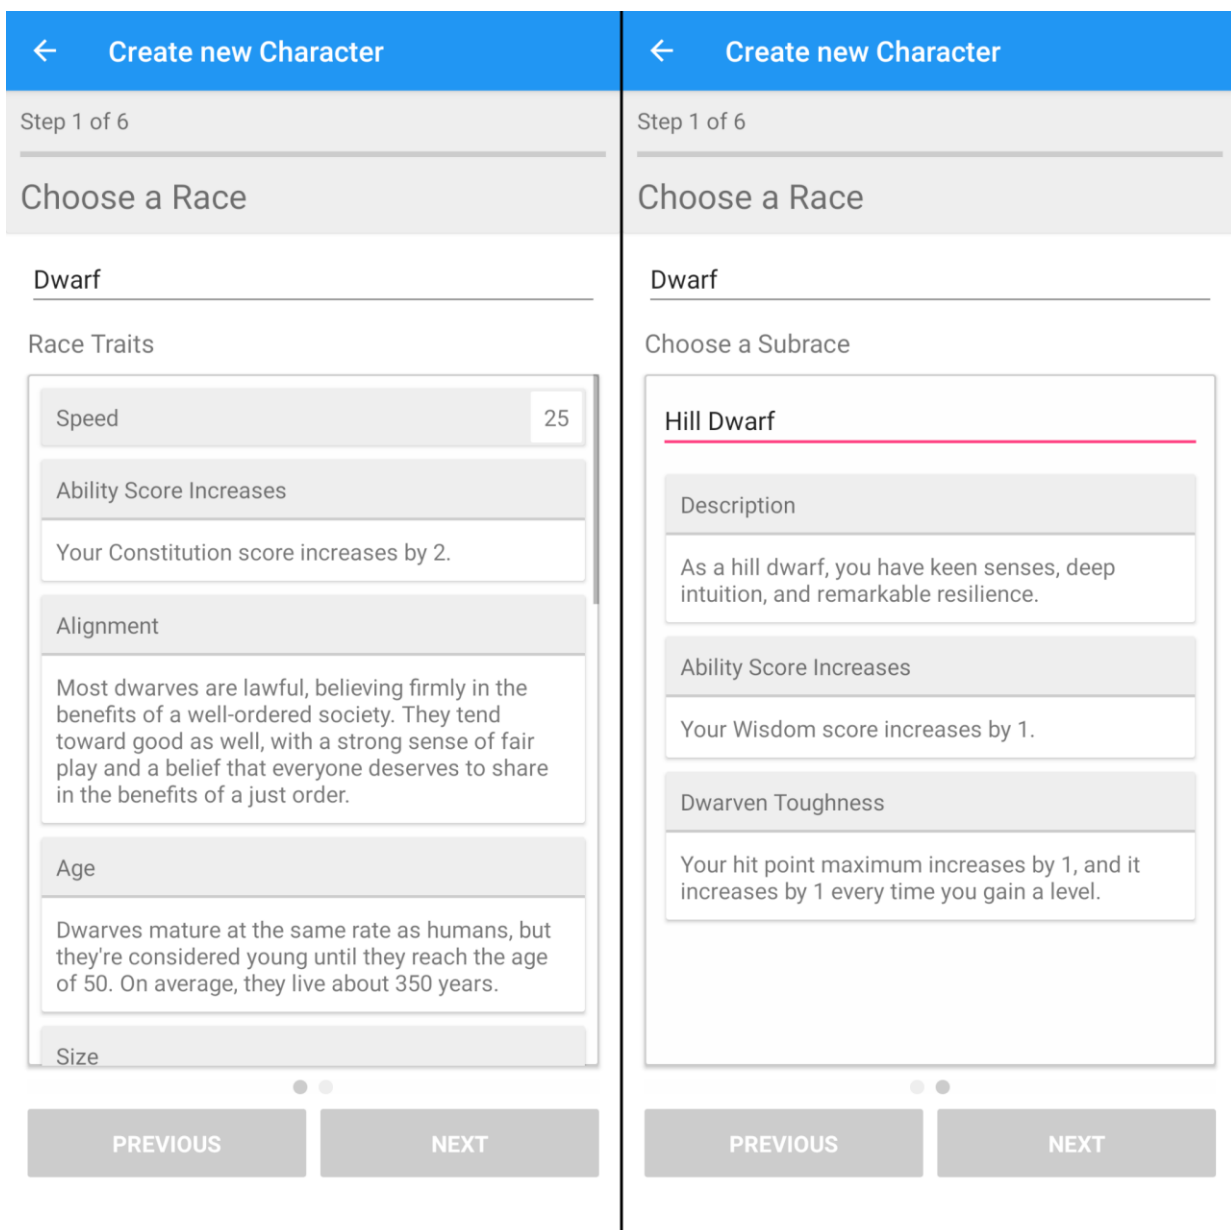 Create new Character
Step 1 of 6
Choose a Race
Dwarf
Race Traits
Speed 25
Ability Score Increases
Your Constitution score increases by 2.
Alignment
Most dwarves are lawful, believing firmly in the
benefits of a well-ordered society. They tend
toward good as well, with a strong sense of fair
play and a belief that everyone deserves to share
in the benefits of a just order.
Age
Dwarves mature at the same rate as humans, but
they're considered young until they reach the age
of 50. On average, they live about 350 years.
Size
PREVIOUS NEXT
Create new Character
Step 1 of 6
Choose a Race
Dwarf
Choose a Subrace
Hill Dwarf
Description
As a hill dwarf, you have keen senses, deep
intuition, and remarkable resilience.
Ability Score Increases
Your Wisdom score increases by 1.
Dwarven Toughness
Your hit point maximum increases by 1, and it
increases by 1 every time you gain a level.
PREVIOUS NEXT